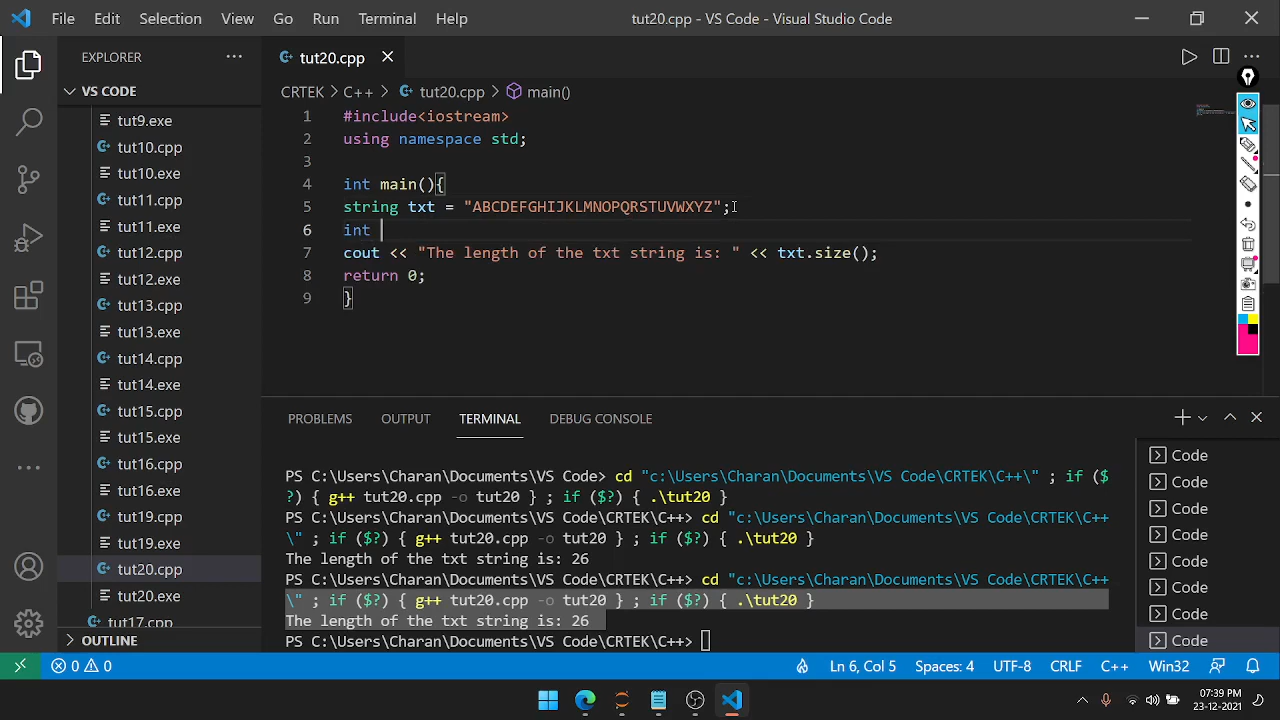 File Edit Selection View Go Run Terminal Help tut20.cpp - VS Code - Visual Studio Code
EXPLORER
VS CODE
tut9.exe
tut10.cpp
tut10.exe
tut11.cpp
tut11.exe
tut12.cpp
tut12.exe
tut13.cpp
tut13.exe
tut14.cpp
tut14.exe
tut15.cpp
tut15.exe
tut16.cpp
tut16.exe
tut19.cpp
tut19.exe
tut20.cpp
tut20.exe
tut17.cpp
OUTLINE
tut20.cpp
CRTEK > C++ > tut20.cpp > main()
1 #include<iostream>
2 using namespace std;
3
4 int main(){
5 string txt = "ABCDEFGHIJKLMNOPQRSTUVWXYZ";
6 int
7 cout << "The length of the txt string is: " << txt.size();
8 return 0;
9 }
PROBLEMS OUTPUT TERMINAL DEBUG CONSOLE
PS C:\Users\Charan\Documents\VS Code> cd "c:\Users\Charan\Documents\VS Code\CRTEK\C++\" ; if ($
?) { g++ tut20.cpp -o tut20 } ; if ($?) { .\tut20 }
PS C:\Users\Charan\Documents\VS Code\CRTEK\C++> cd "c:\Users\Charan\Documents\VS Code\CRTEK\C++
\" ; if ($?) { g++ tut20.cpp -o tut20 } ; if ($?) { .\tut20 }
The length of the txt string is: 26
PS C:\Users\Charan\Documents\VS Code\CRTEK\C++> cd "c:\Users\Charan\Documents\VS Code\CRTEK\C++
\" ; if ($?) { g++ tut20.cpp -o tut20 } ; if ($?) { .\tut20 }
The length of the txt string is: 26
PS C:\Users\Charan\Documents\VS Code\CRTEK\C++>
Code
Code
Code
Code
Code
Code
Code
Code
0 0 Ln 6, Col 5 Spaces: 4 UTF-8 CRLF C++ Win32
07:39 PM
23-12-2021